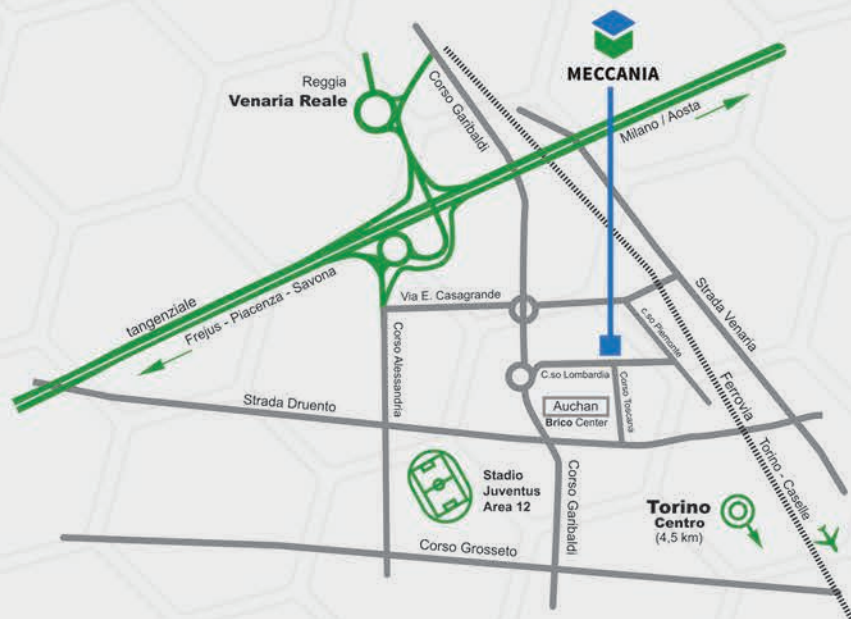 MECCANIA
Reggia
Venaria Reale
Corso Garibaldi
Milano / Aosta
tangenziale
Frejus - Piacenza - Savona
Via E. Casagrande
Strada Venaria
c.so Piemonte
Corso Alessandria
C.so Lombardia
Corso Toscana
Ferrovia
Torino - Caselle
Strada Druento
Auchan
Brico Center
Stadio
Juventus
Area 12
Corso Garibaldi
Torino
Centro
(4,5 km)
Corso Grosseto